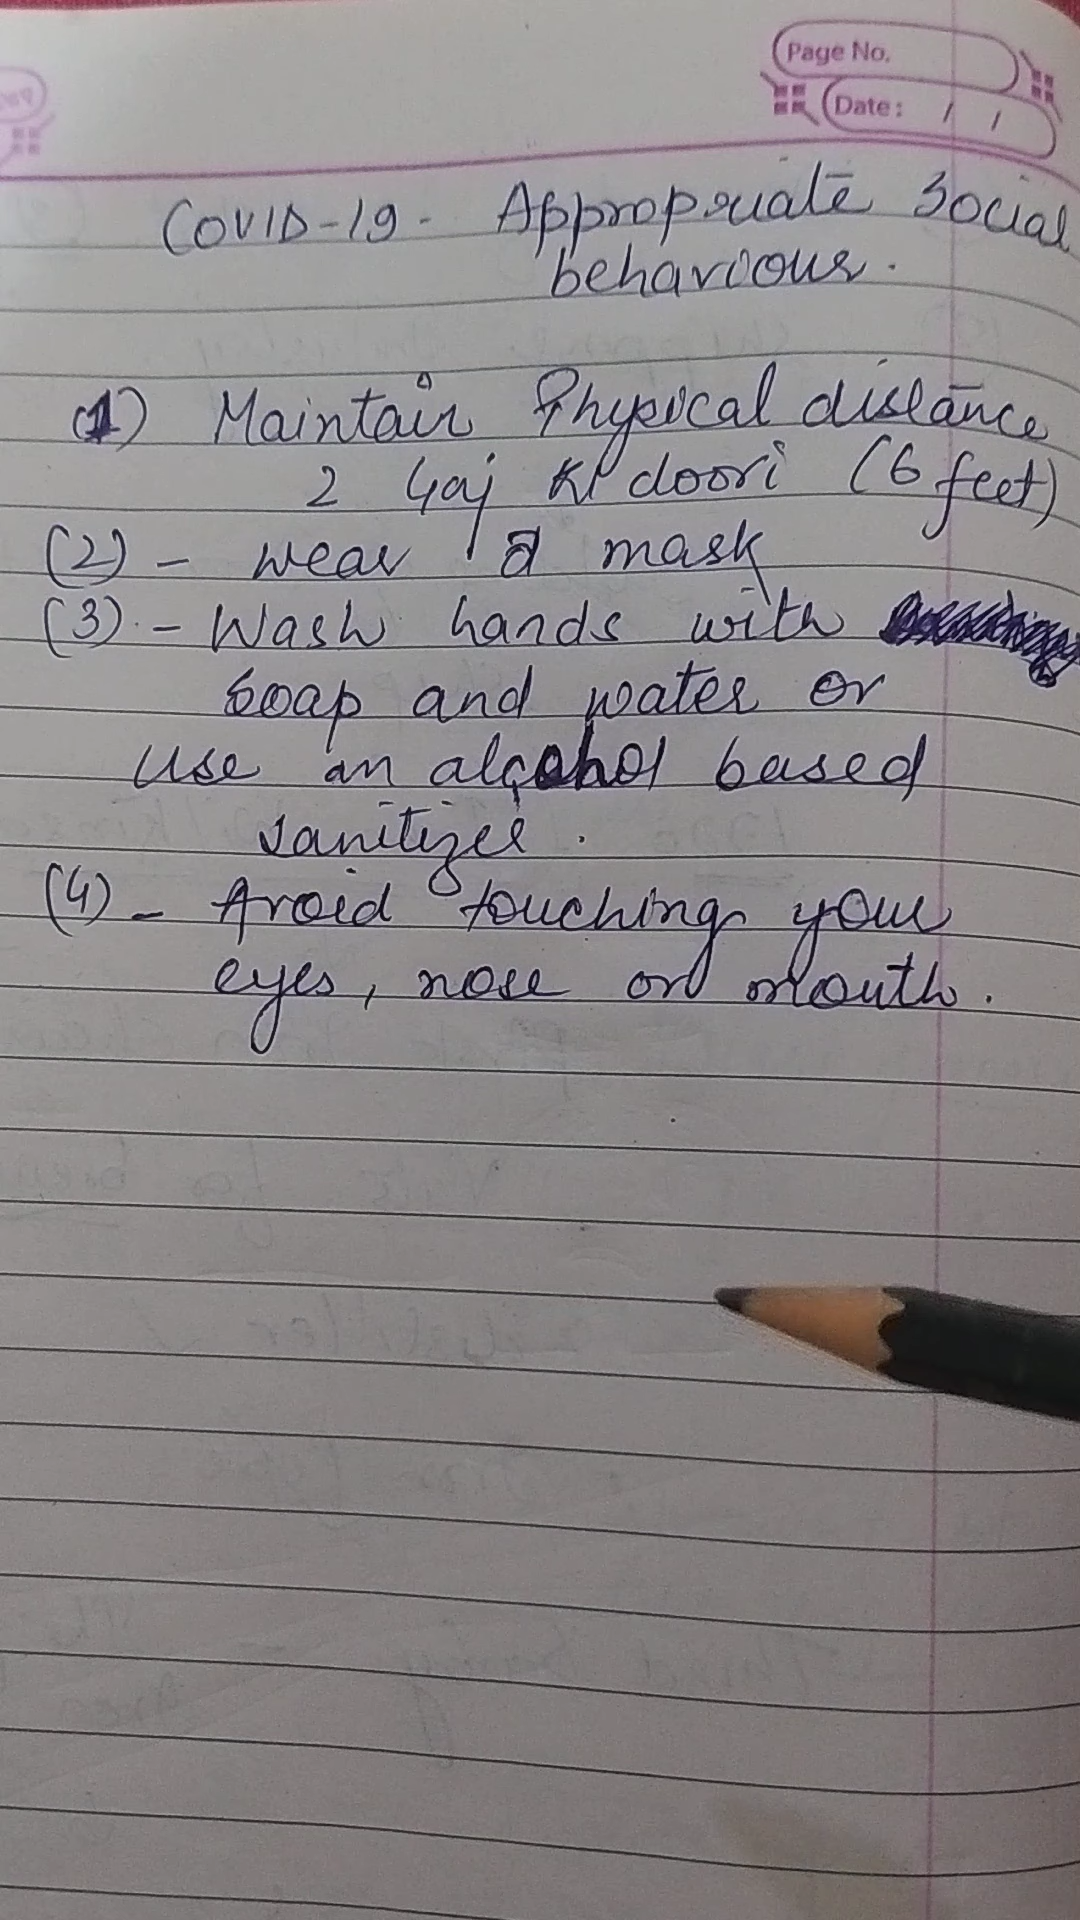 Page No.
Date: / /
COVID-19- Appropriate Social
behaviour.
(1) Maintain Physical distance
2 Gaj ki doori (6 feet)
(2) - wear a mask
(3) - Wash hands with
soap and water or
use an alcohol based
sanitizer.
(4) - Avoid touching your
eyes, nose or mouth.